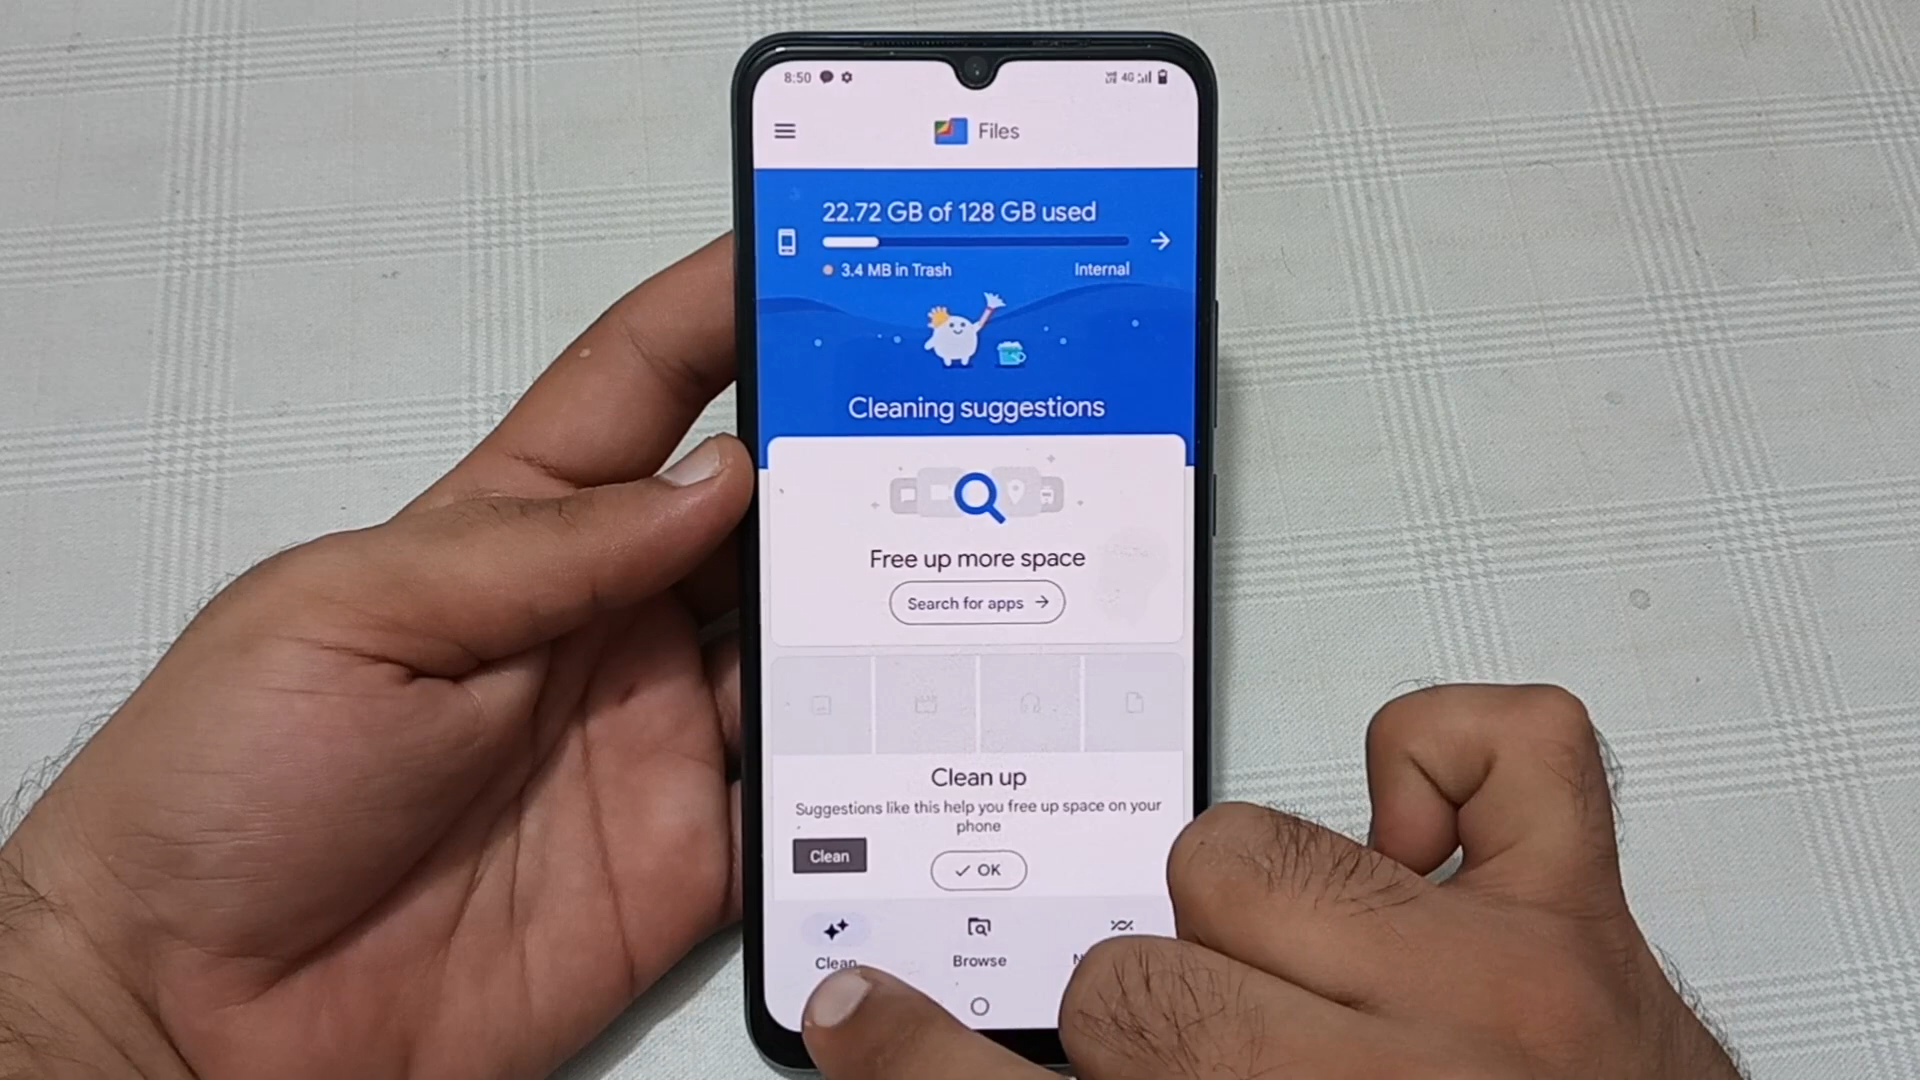 8:50
4G
Files
22.72 GB of 128 GB used
3.4 MB in Trash
Internal
Cleaning suggestions
Free up more space
Search for apps
Clean up
Suggestions like this help you free up space on your
phone
Clean
OK
Clean
Browse